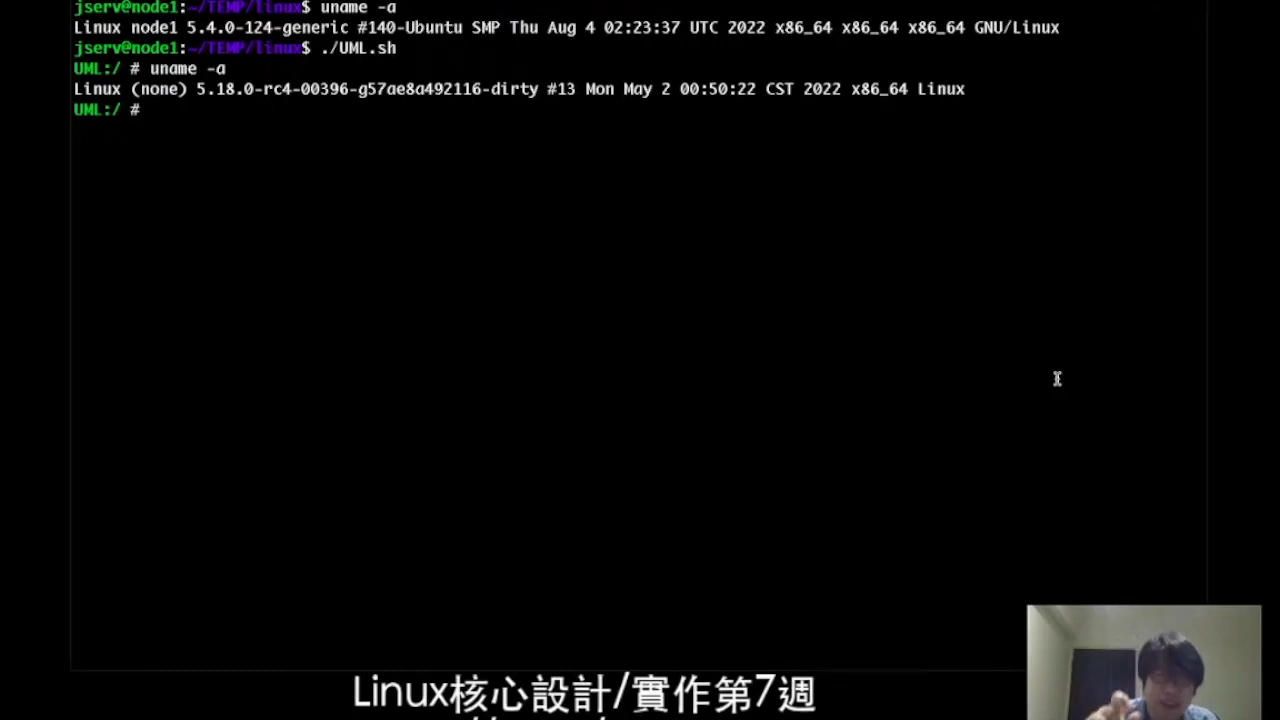 jserv@node1:~/TEMP/linux$ uname -a
Linux node1 5.4.0-124-generic #140-Ubuntu SMP Thu Aug 4 02:23:37 UTC 2022 x86_64 x86_64 x86_64 GNU/Linux
jserv@node1:~/TEMP/linux$ ./UML.sh
UML:/ # uname -a
Linux (none) 5.18.0-rc4-00396-g57ae8a492116-dirty #13 Mon May 2 00:50:22 CST 2022 x86_64 Linux
UML:/ #
Linux核心設計/實作第7週